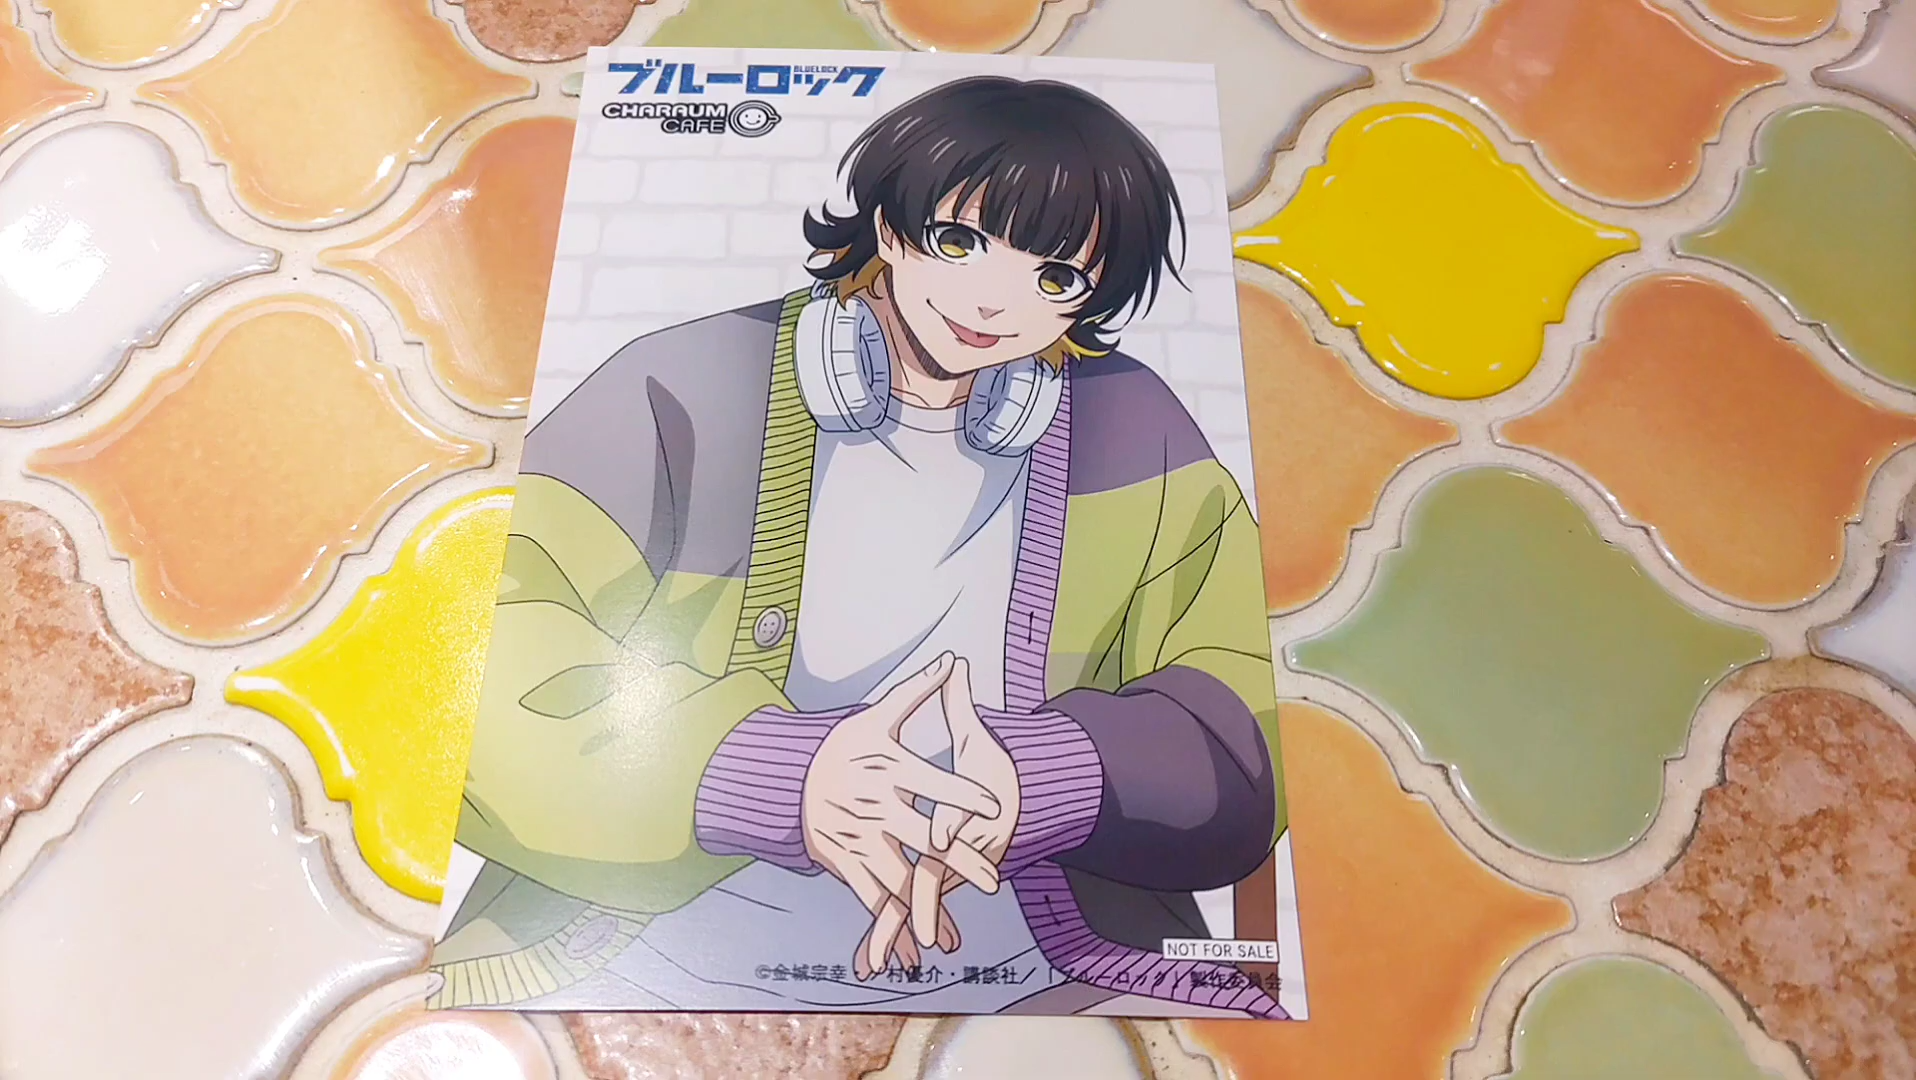 ブルーロック
BLUELOCK
CHARAUM
CAFE
NOT FOR SALE
©金城宗幸・ノ村優介・講談社／「ブルーロック」製作委員会